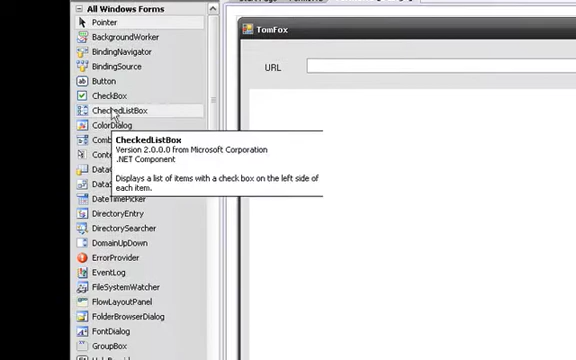 All Windows Forms
Pointer
BackgroundWorker
BindingNavigator
BindingSource
Button
CheckBox
CheckedListBox
ColorDialog
CheckedListBox
Version 2.0.0.0 from Microsoft Corporation
.NET Component
Displays a list of items with a check box on the left side of
each item.
DateTimePicker
DirectoryEntry
DirectorySearcher
DomainUpDown
ErrorProvider
EventLog
FileSystemWatcher
FlowLayoutPanel
FolderBrowserDialog
FontDialog
GroupBox
TomFox
URL